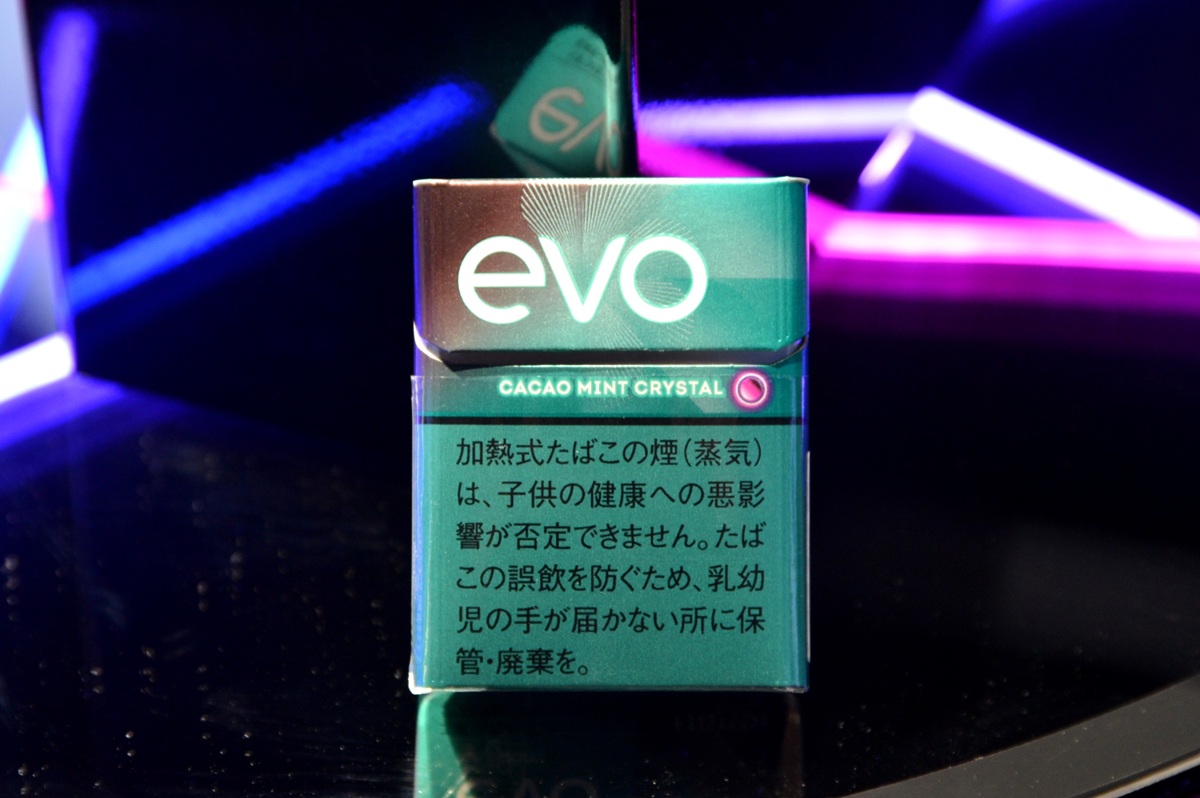 evo
CACAO MINT CRYSTAL
加熱式たばこの煙（蒸気）
は、子供の健康への悪影
響が否定できません。たば
この誤飲を防ぐため、乳幼
児の手が届かない所に保
管・廃棄を。